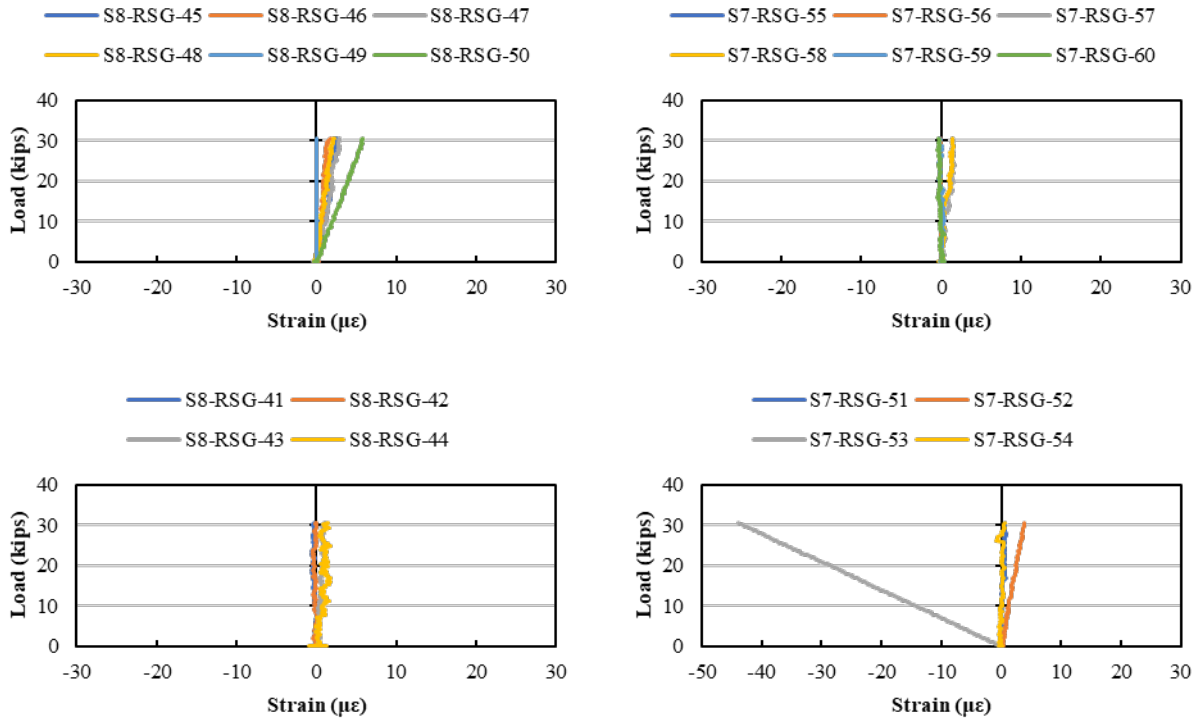 S8-RSG-45 S8-RSG-46 S8-RSG-47
S8-RSG-48 S8-RSG-49 S8-RSG-50
40
30
20
10
0
Load (kips)
-30 -20 -10 0 10 20 30
Strain (με)
S7-RSG-55 S7-RSG-56 S7-RSG-57
S7-RSG-58 S7-RSG-59 S7-RSG-60
40
30
20
10
0
Load (kips)
-30 -20 -10 0 10 20 30
Strain (με)
S8-RSG-41 S8-RSG-42
S8-RSG-43 S8-RSG-44
40
30
20
10
0
Load (kips)
-30 -20 -10 0 10 20 30
Strain (με)
S7-RSG-51 S7-RSG-52
S7-RSG-53 S7-RSG-54
40
30
20
10
0
Load (kips)
-50 -40 -30 -20 -10 0 10 20 30
Strain (με)